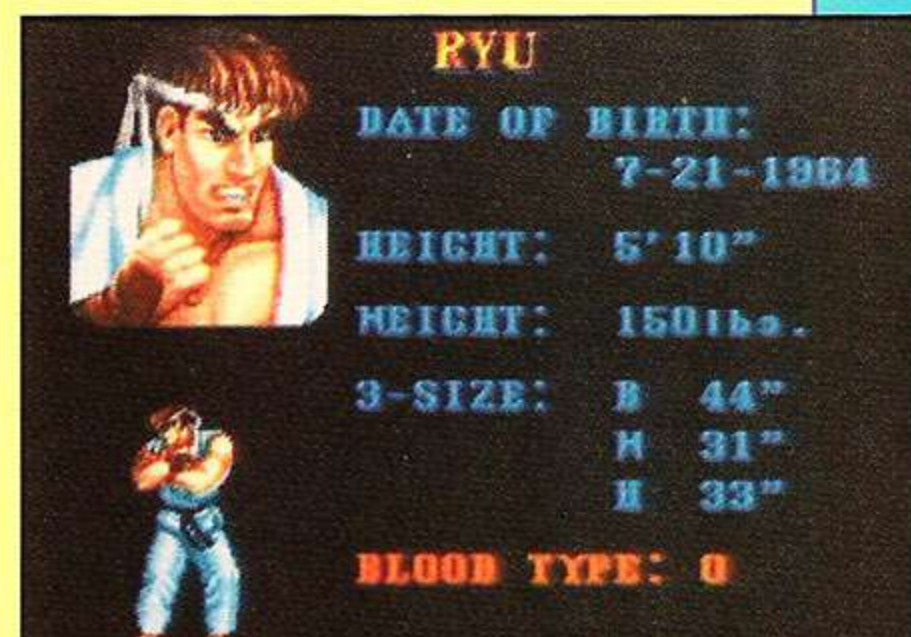 RYU
DATE OF BIRTH:
7-21-1964
HEIGHT: 5'10"
WEIGHT: 150lbs.
3-SIZE: B 44"
W 31"
H 33"
BLOOD TYPE: O